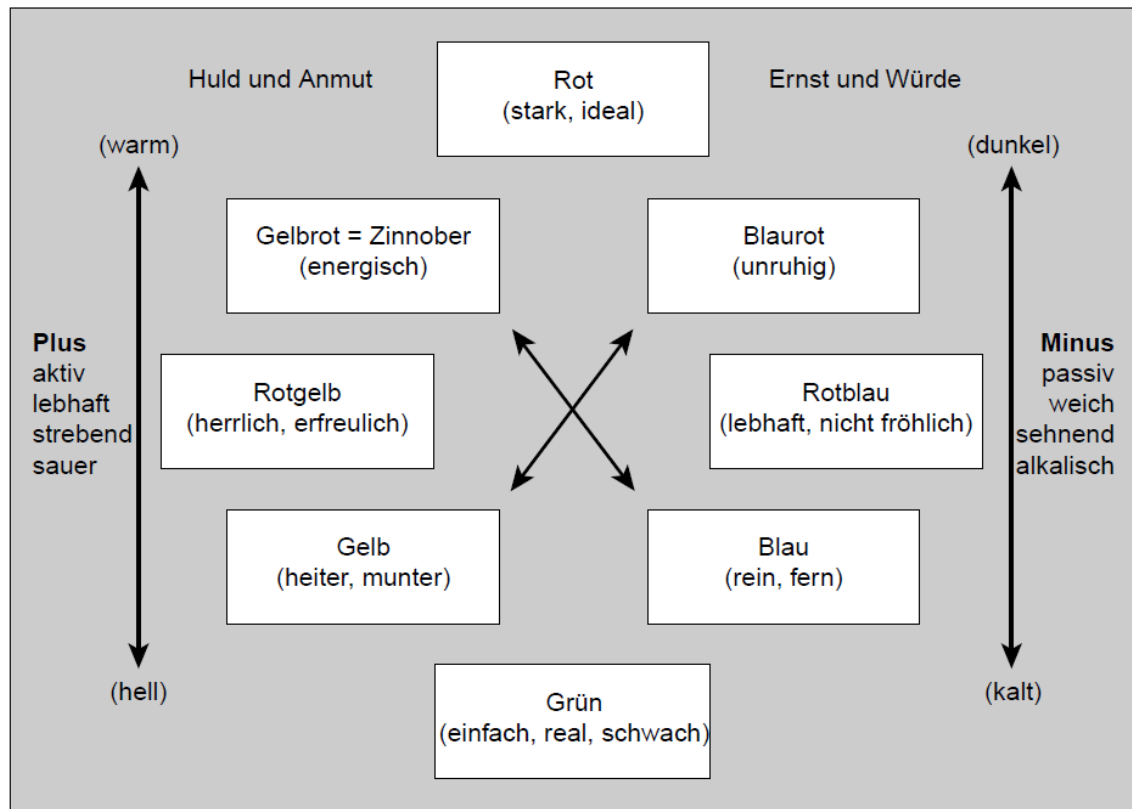 Huld und Anmut
Rot
(stark, ideal)
Ernst und Würde
(warm)
(dunkel)
Gelbrot = Zinnober
(energisch)
Blaurot
(unruhig)
Plus
aktiv
lebhaft
strebend
sauer
Rotgelb
(herrlich, erfreulich)
Rotblau
(lebhaft, nicht fröhlich)
Minus
passiv
weich
sehnend
alkalisch
Gelb
(heiter, munter)
Blau
(rein, fern)
(hell)
Grün
(einfach, real, schwach)
(kalt)